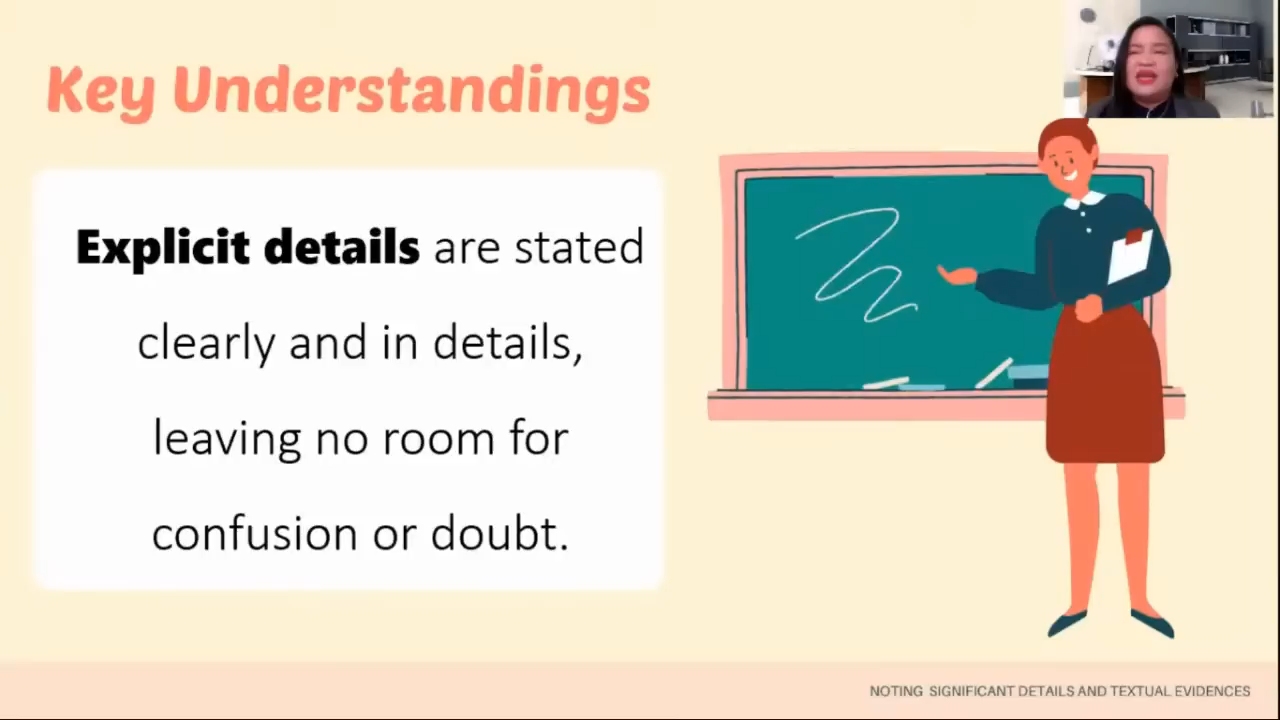 Key Understandings
Explicit details are stated
clearly and in details,
leaving no room for
confusion or doubt.
NOTING SIGNIFICANT DETAILS AND TEXTUAL EVIDENCES